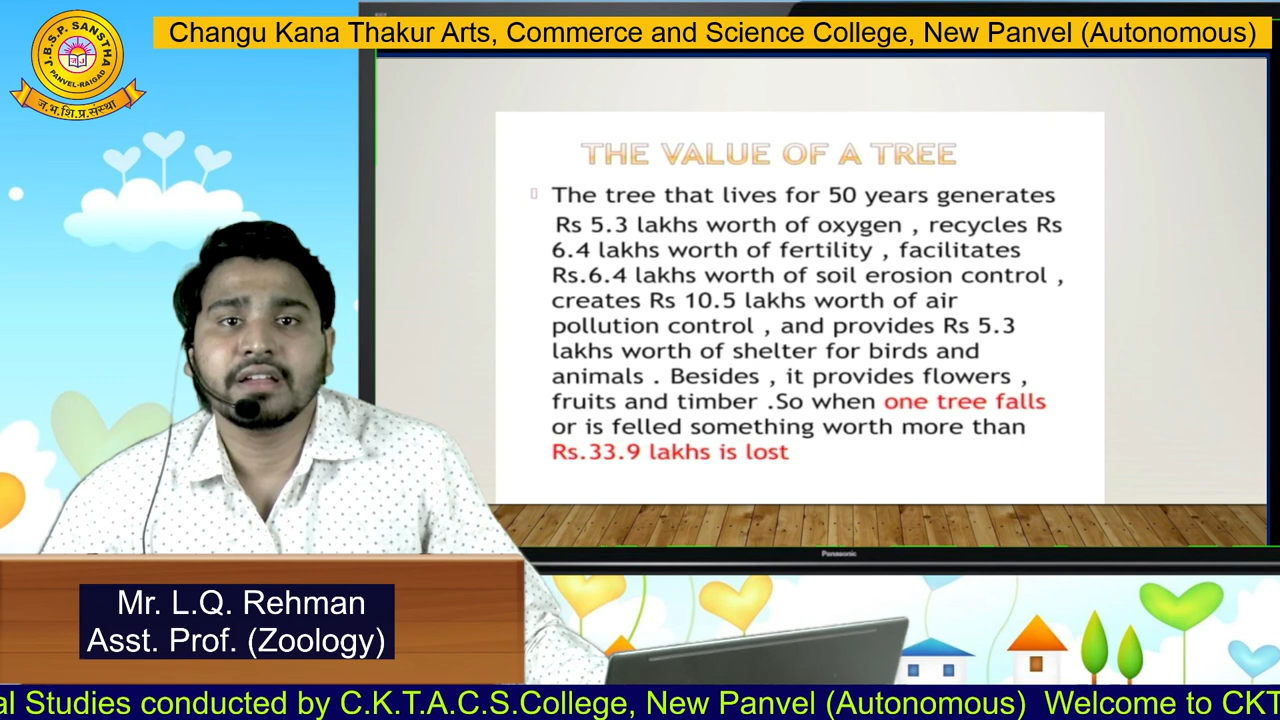 J.B.S.P. SANSTHA
PANVEL-RAIGAD
ज.भ.शि.प्र.संस्था
Changu Kana Thakur Arts, Commerce and Science College, New Panvel (Autonomous)
THE VALUE OF A TREE
The tree that lives for 50 years generates
Rs 5.3 lakhs worth of oxygen , recycles Rs
6.4 lakhs worth of fertility , facilitates
Rs.6.4 lakhs worth of soil erosion control ,
creates Rs 10.5 lakhs worth of air
pollution control , and provides Rs 5.3
lakhs worth of shelter for birds and
animals . Besides , it provides flowers ,
fruits and timber .So when one tree falls
or is felled something worth more than
Rs.33.9 lakhs is lost
Panasonic
Mr. L.Q. Rehman
Asst. Prof. (Zoology)
al Studies conducted by C.K.T.A.C.S.College, New Panvel (Autonomous) Welcome to CKT